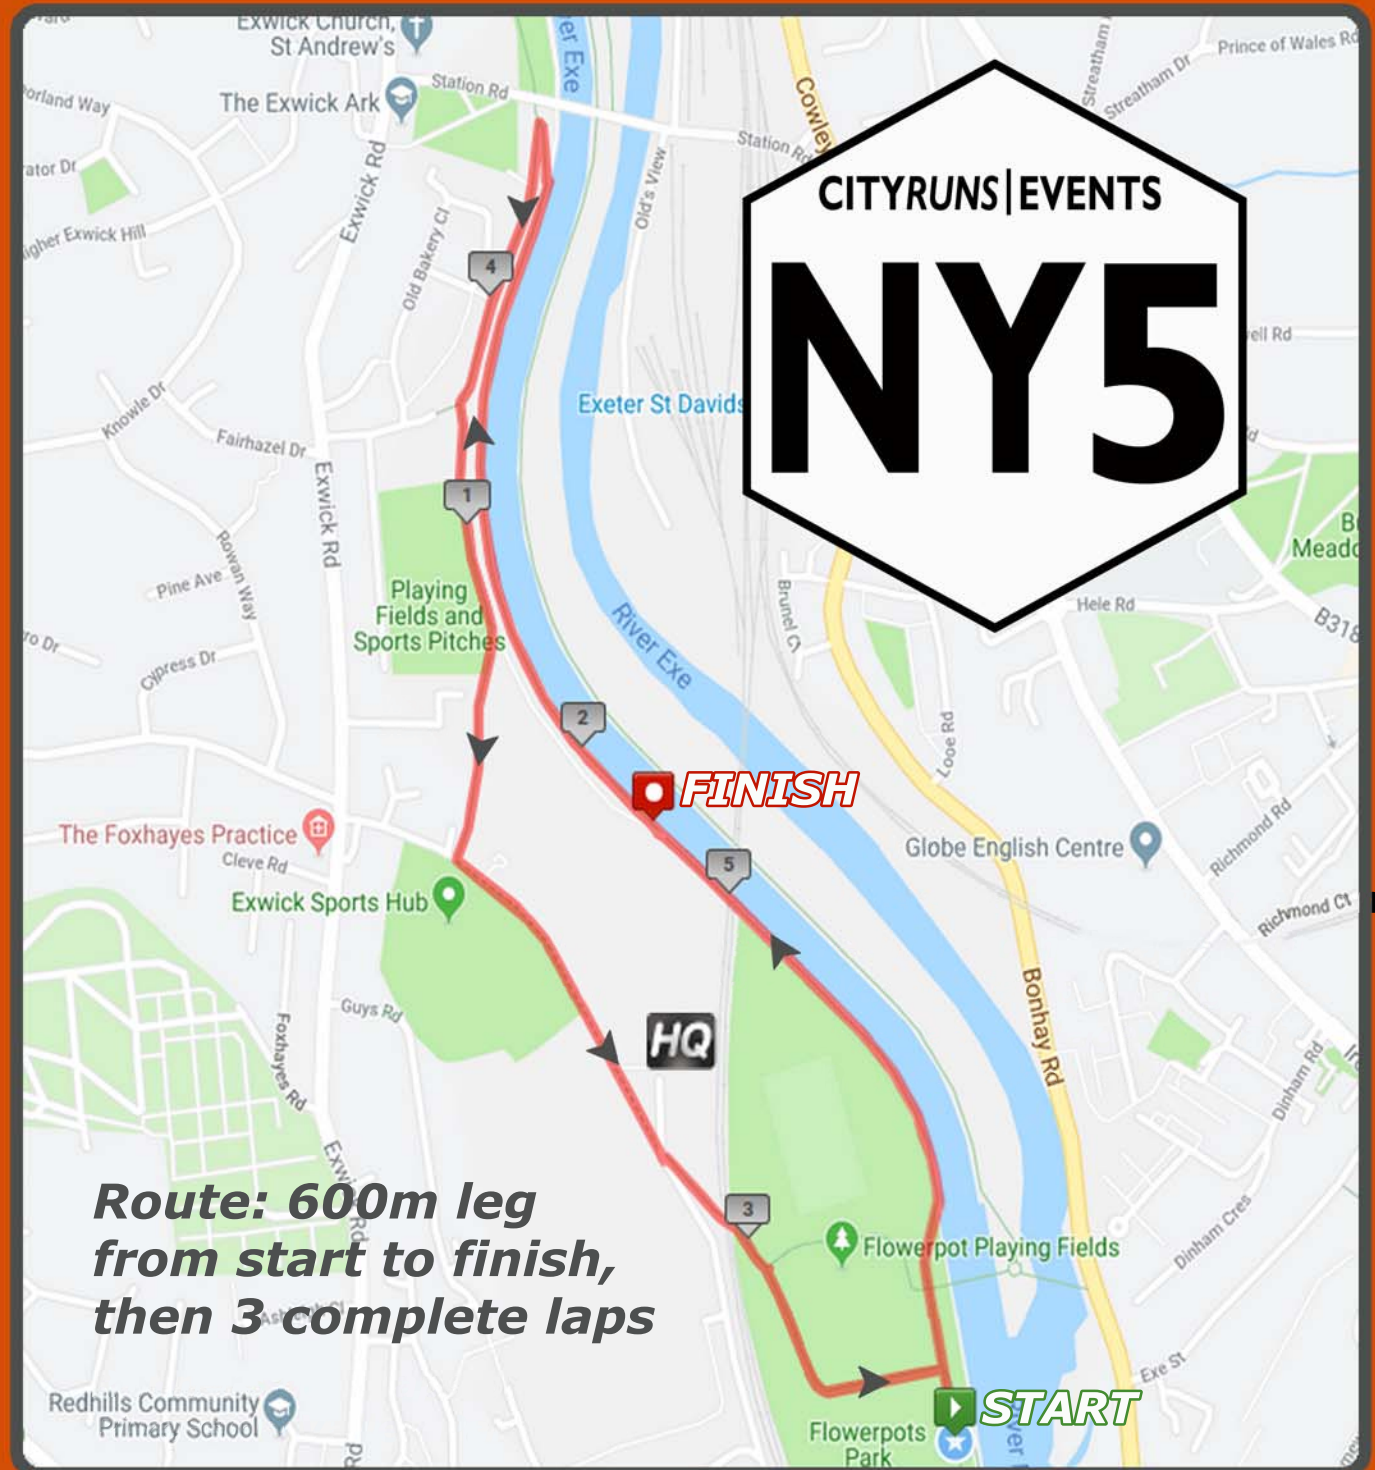 Exwick Church,
St Andrew's
The Exwick Ark
Station Rd
River Exe
Prince of Wales Rd
Streatham Dr
Streatham
Cowley
Station Rd
Old's View
Exwick Rd
Old Bakery Cl
CITYRUNS|EVENTS
NY5
4
Exeter St Davids
Knowle Dr
Fairhazel Dr
Exwick Rd
1
Rowan Way
Pine Ave
Playing
Fields and
Sports Pitches
River Exe
Brunel Cl
Hele Rd
Cypress Dr
2
Looe Rd
FINISH
The Foxhayes Practice
Cleve Rd
5
Globe English Centre
Richmond Rd
Exwick Sports Hub
Richmond Ct
Guys Rd
Foxhayes Rd
HQ
Bonhay Rd
Dinham Rd
Exwick Rd
Route: 600m leg
from start to finish,
then 3 complete laps
3
Flowerpot Playing Fields
Dinham Cres
Exe St
START
Redhills Community
Primary School
Flowerpots
Park